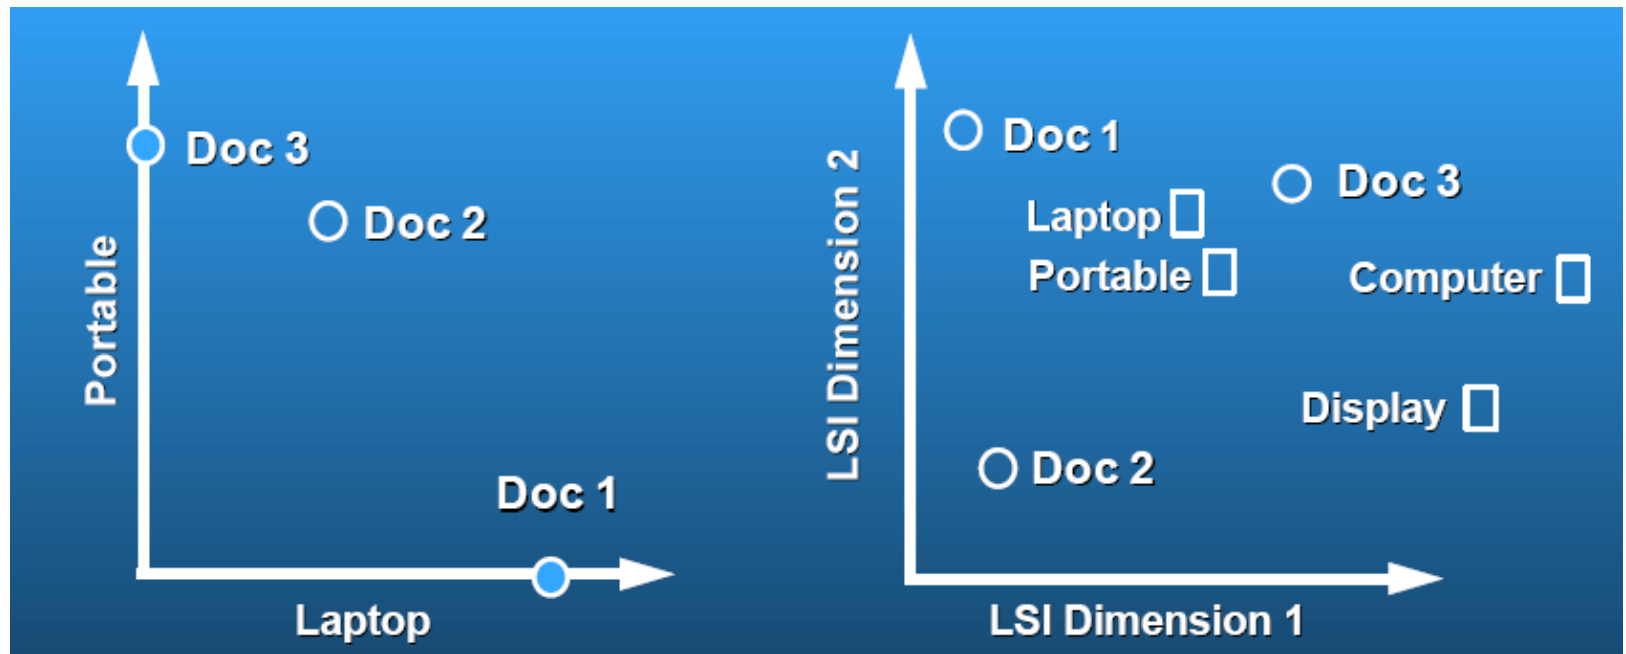 Doc 3
Doc 2
Portable
Doc 1
Laptop
Doc 1
Doc 3
Laptop
Portable
Computer
LSI Dimension 2
Display
Doc 2
LSI Dimension 1